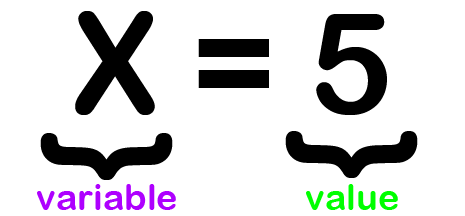 X = 5
variable value